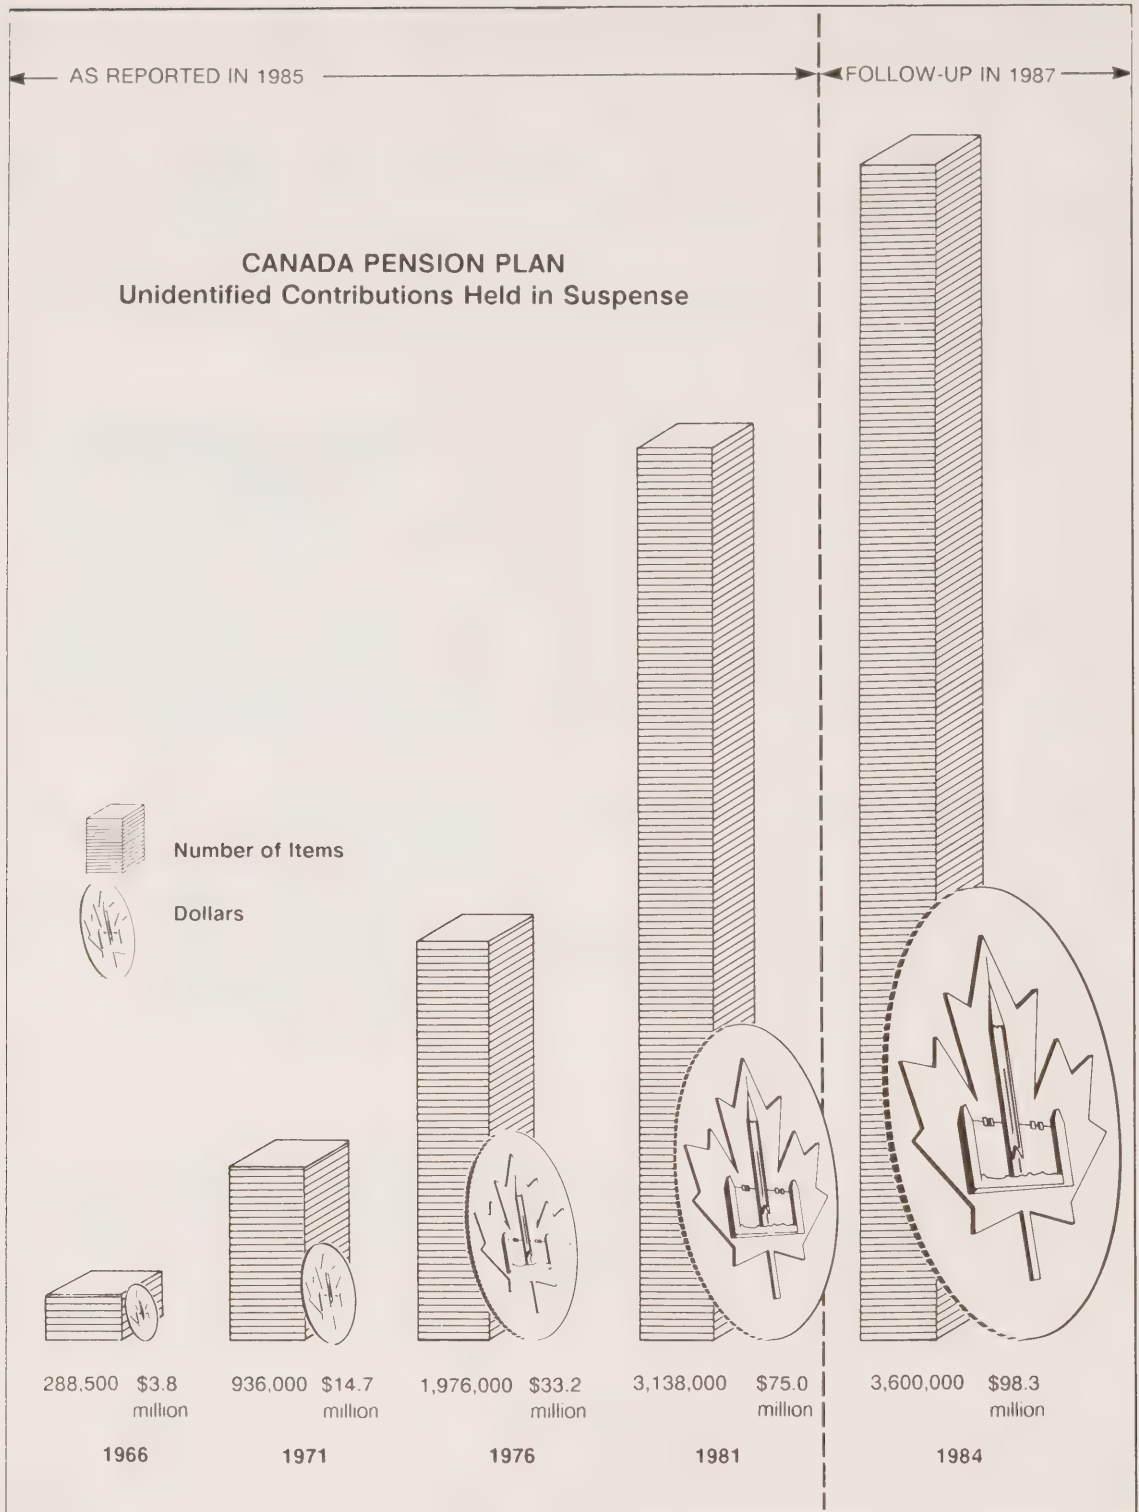 AS REPORTED IN 1985
FOLLOW-UP IN 1987
CANADA PENSION PLAN
Unidentified Contributions Held in Suspense
Number of Items
Dollars
288,500 $3.8 million
936,000 $14.7 million
1,976,000 $33.2 million
3,138,000 $75.0 million
3,600,000 $98.3 million
1966 1971 1976 1981 1984